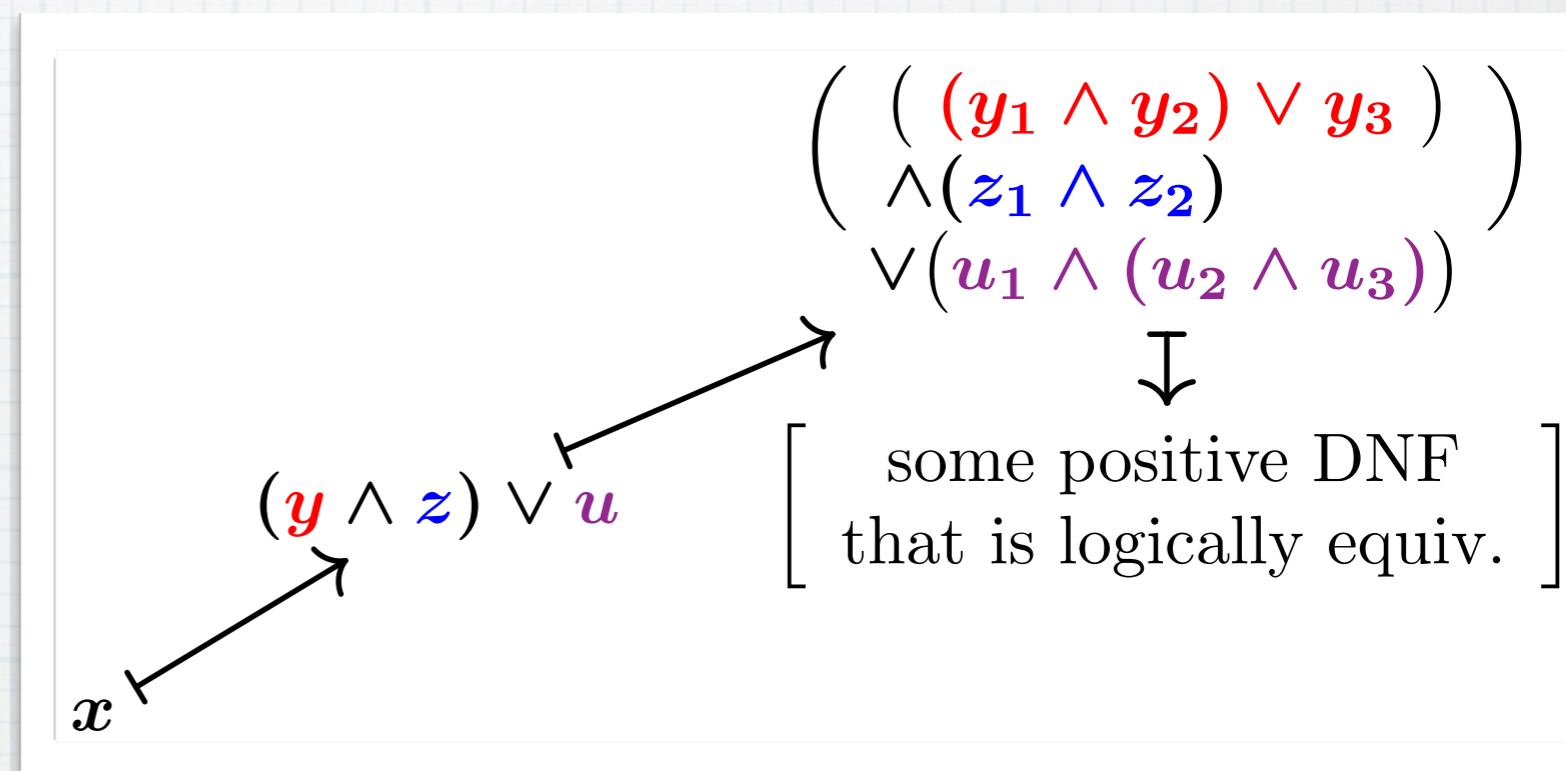 ( ( (y₁ ∧ y₂) ∨ y₃ ) )
∧(z₁ ∧ z₂)
∨(u₁ ∧ (u₂ ∧ u₃))
(y ∧ z) ∨ u
[ some positive DNF ]
that is logically equiv.
x